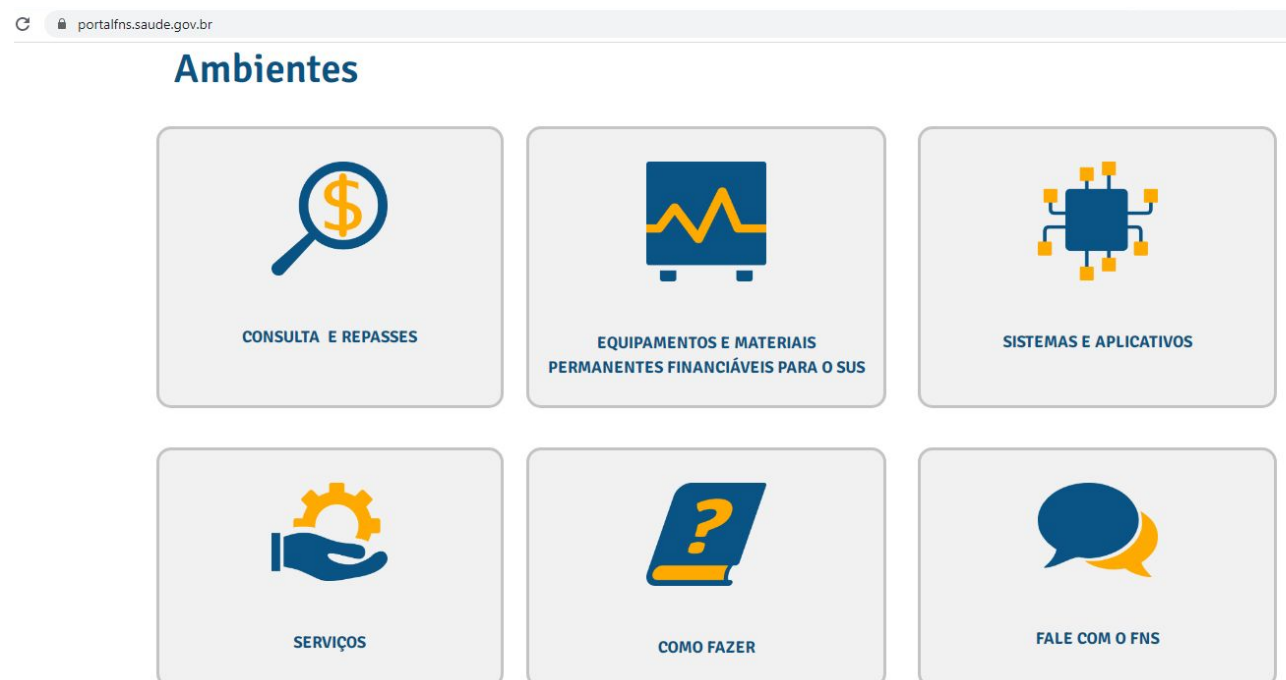 portalfns.saude.gov.br
Ambientes
CONSULTA E REPASSES
EQUIPAMENTOS E MATERIAIS
PERMANENTES FINANCIÁVEIS PARA O SUS
SISTEMAS E APLICATIVOS
SERVIÇOS
COMO FAZER
FALE COM O FNS